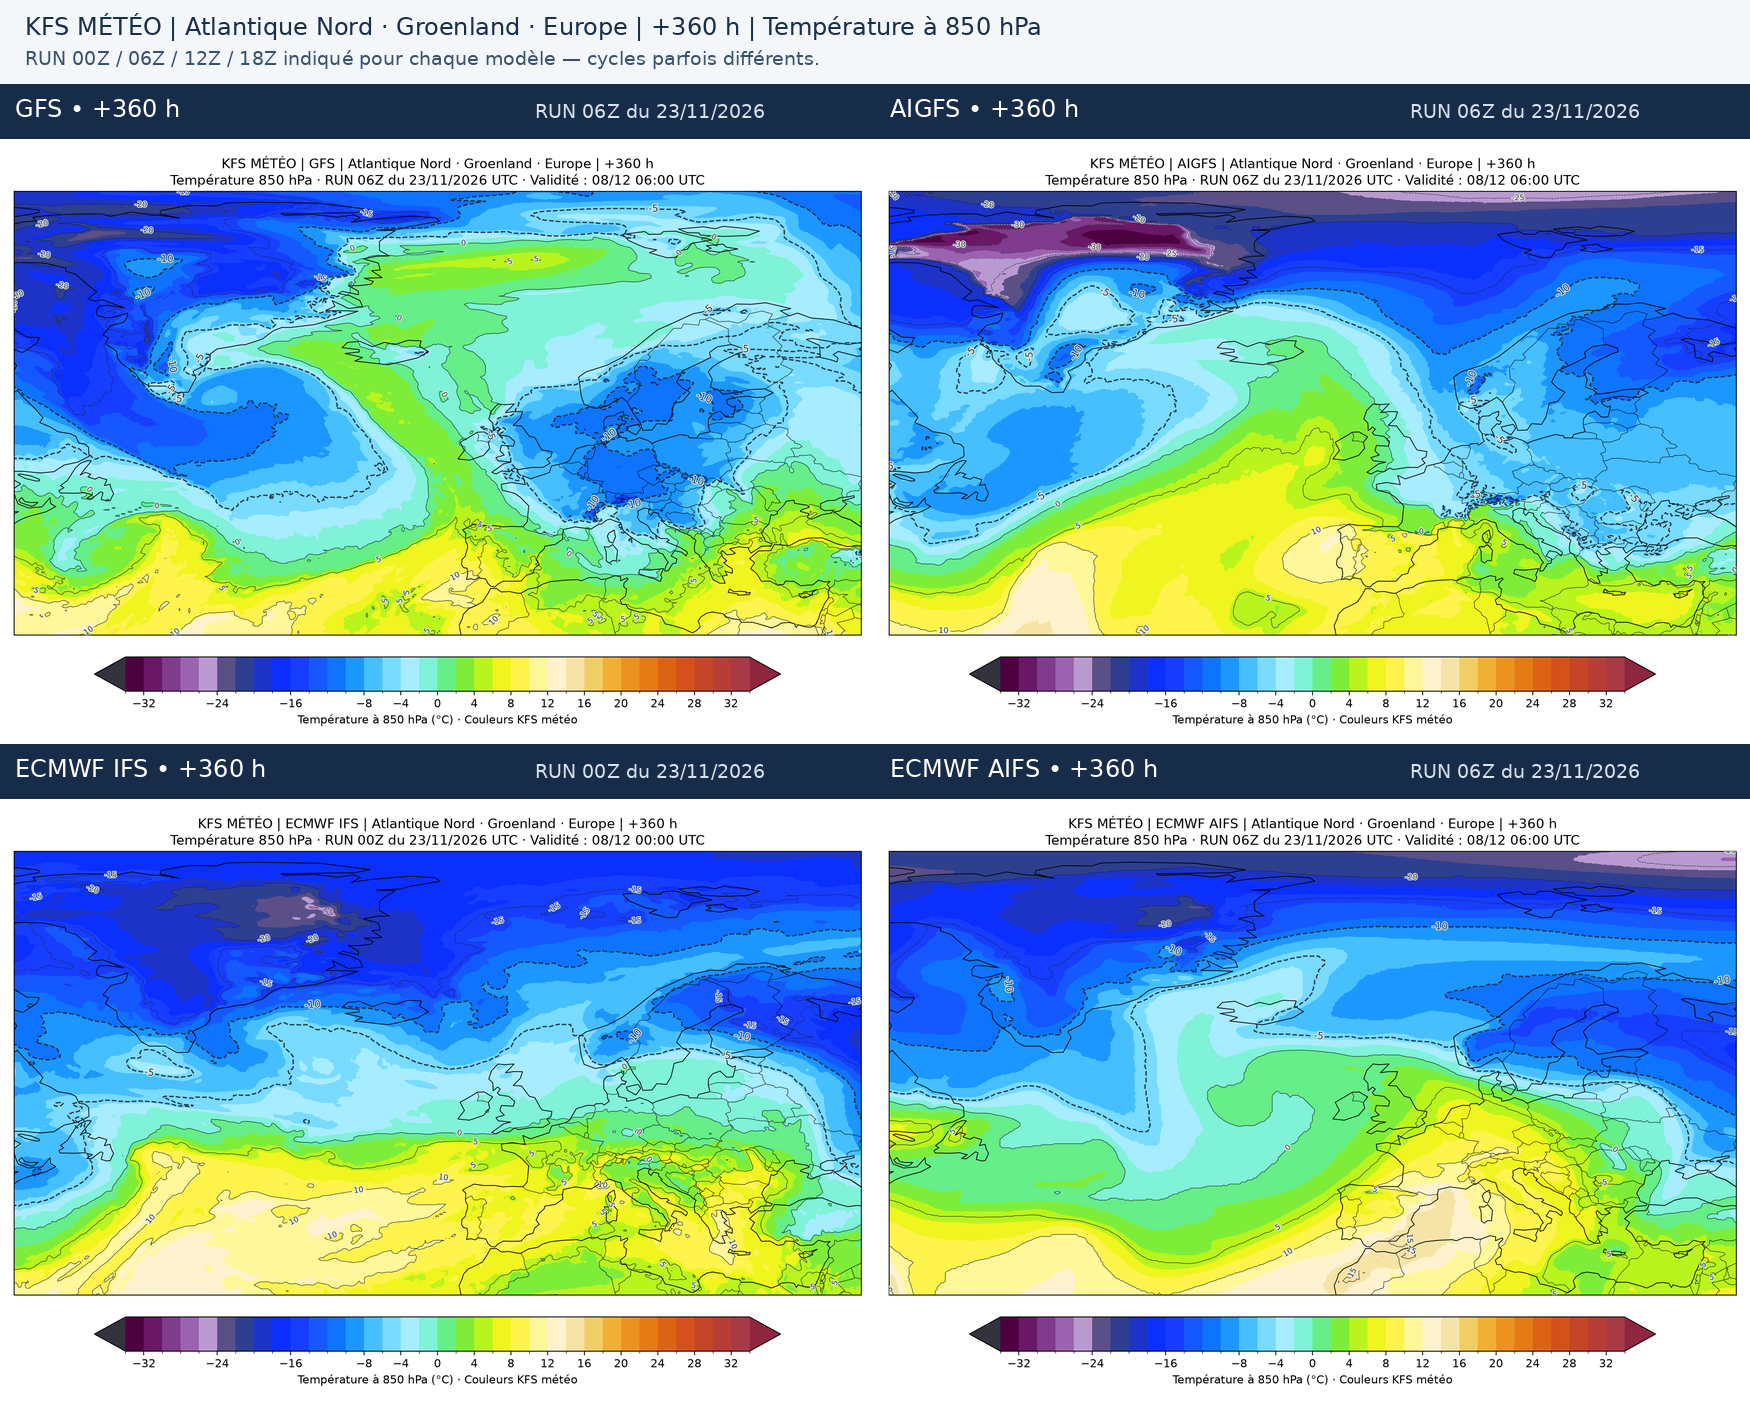 KFS MÉTÉO | Atlantique Nord · Groenland · Europe | +360 h | Température à 850 hPa
RUN 00Z / 06Z / 12Z / 18Z indiqué pour chaque modèle — cycles parfois différents.
GFS • +360 h
RUN 06Z du 23/11/2026
AIGFS • +360 h
RUN 06Z du 23/11/2026
KFS MÉTÉO | GFS | Atlantique Nord · Groenland · Europe | +360 h
Température 850 hPa · RUN 06Z du 23/11/2026 UTC · Validité : 08/12 06:00 UTC
KFS MÉTÉO | AIGFS | Atlantique Nord · Groenland · Europe | +360 h
Température 850 hPa · RUN 06Z du 23/11/2026 UTC · Validité : 08/12 06:00 UTC
−32 −24 −16 −8 −4 0 4 8 12 16 20 24 28 32
Température à 850 hPa (°C) · Couleurs KFS météo
−32 −24 −16 −8 −4 0 4 8 12 16 20 24 28 32
Température à 850 hPa (°C) · Couleurs KFS météo
ECMWF IFS • +360 h
RUN 00Z du 23/11/2026
ECMWF AIFS • +360 h
RUN 06Z du 23/11/2026
KFS MÉTÉO | ECMWF IFS | Atlantique Nord · Groenland · Europe | +360 h
Température 850 hPa · RUN 00Z du 23/11/2026 UTC · Validité : 08/12 00:00 UTC
KFS MÉTÉO | ECMWF AIFS | Atlantique Nord · Groenland · Europe | +360 h
Température 850 hPa · RUN 06Z du 23/11/2026 UTC · Validité : 08/12 06:00 UTC
−32 −24 −16 −8 −4 0 4 8 12 16 20 24 28 32
Température à 850 hPa (°C) · Couleurs KFS météo
−32 −24 −16 −8 −4 0 4 8 12 16 20 24 28 32
Température à 850 hPa (°C) · Couleurs KFS météo